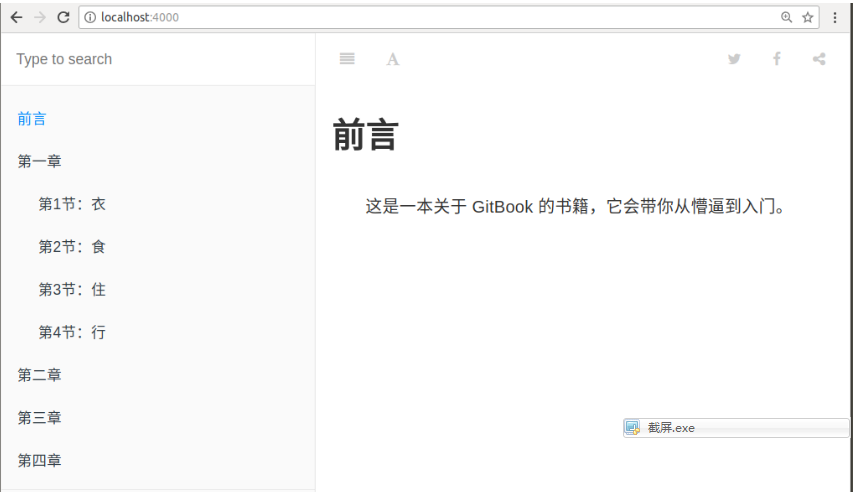 localhost:4000
Type to search
A
前言
第一章
第1节：衣
第2节：食
第3节：住
第4节：行
第二章
第三章
第四章
前言
这是一本关于 GitBook 的书籍，它会带你从懵逼到入门。
截屏.exe